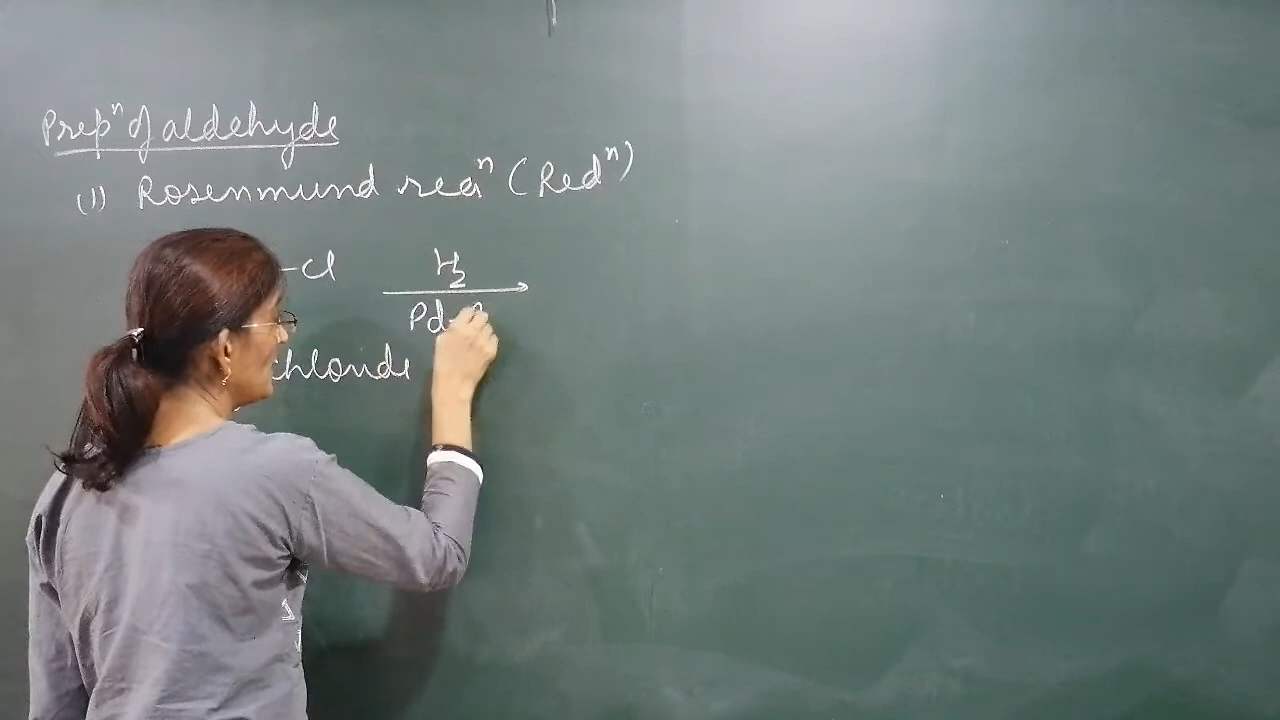 Prepⁿ of aldehyde
(1) Rosenmund reaⁿ (Redⁿ)
-Cl H₂
Pd-
chloride